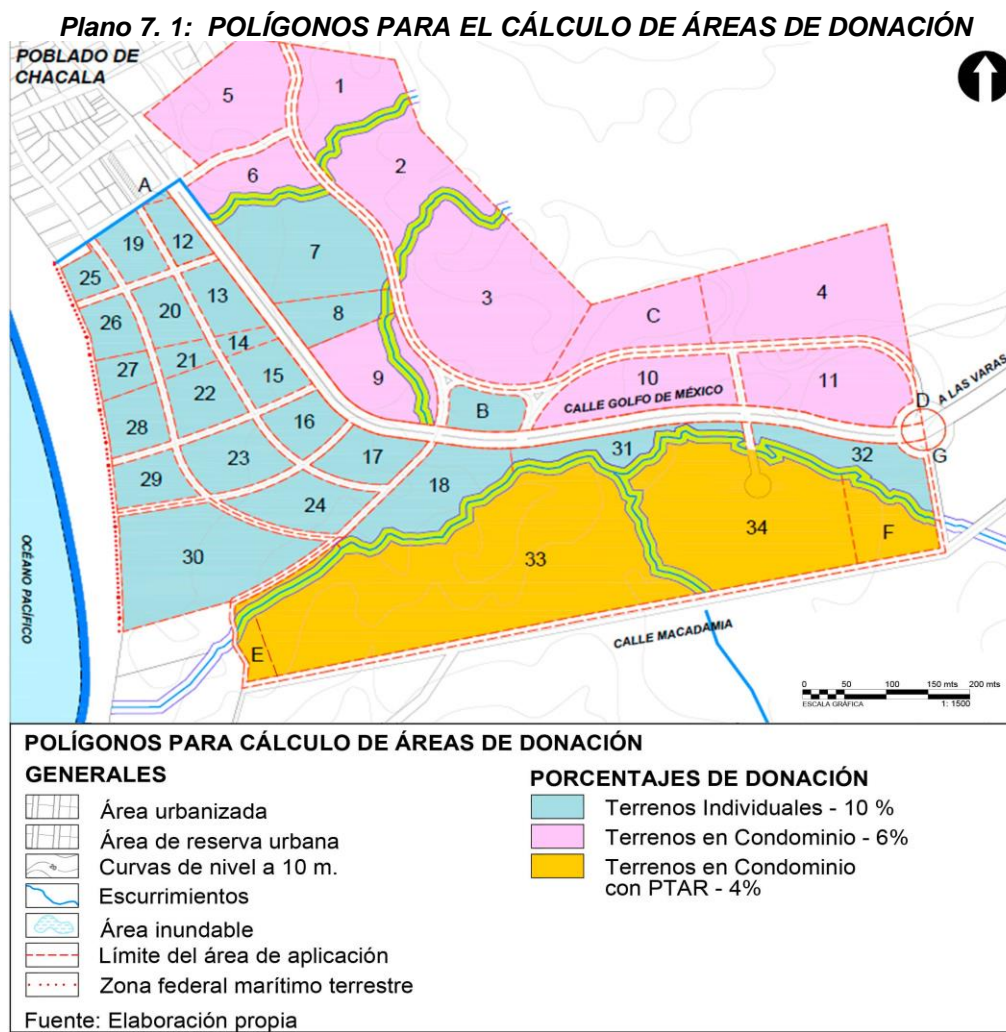 Plano 7. 1: POLÍGONOS PARA EL CÁLCULO DE ÁREAS DE DONACIÓN
POBLADO DE
CHACALA
5
1
2
6
A
19
12
7
25
13
20
26
8
3
C
4
14
21
27
15
22
9
10
11
B
CALLE GOLFO DE MÉXICO
D
A LAS VARAS
G
28
16
23
17
29
18
31
32
24
30
33
34
F
E
OCÉANO PACÍFICO
CALLE MACADAMIA
0 50 100 150 mts 200 mts
ESCALA GRÁFICA 1: 1500
POLÍGONOS PARA CÁLCULO DE ÁREAS DE DONACIÓN
GENERALES
Área urbanizada
Área de reserva urbana
Curvas de nivel a 10 m.
Escurrimientos
Área inundable
Límite del área de aplicación
Zona federal marítimo terrestre
Fuente: Elaboración propia
PORCENTAJES DE DONACIÓN
Terrenos Individuales - 10 %
Terrenos en Condominio - 6%
Terrenos en Condominio
con PTAR - 4%